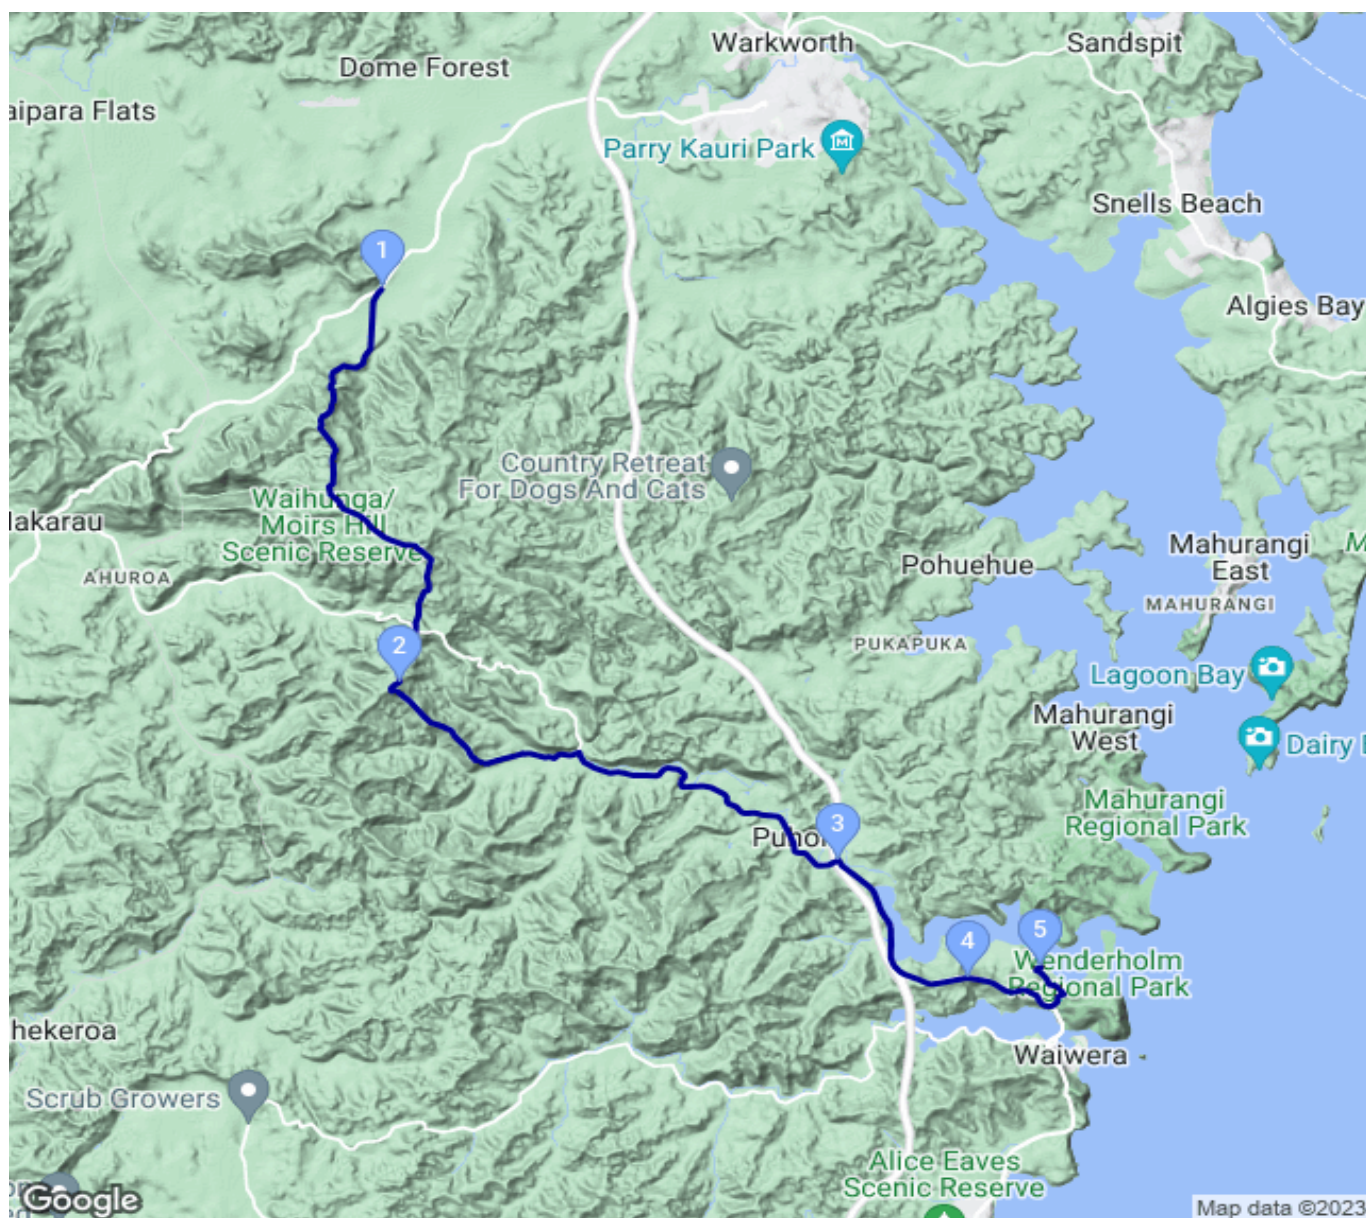 Warkworth
Sandspit
Dome Forest
aipara Flats
Parry Kauri Park
M
Snells Beach
1
Algies Bay
Country Retreat
For Dogs And Cats
Waihunga/
Moirs Hill
Scenic Reserve
Makarau
Mahurangi
East
M
AHUROA
Pohuehue
MAHURANGI
2
PUKAPUKA
Lagoon Bay
Mahurangi
West
Dairy
Mahurangi
Regional Park
3
Puhoi
4
5
Wenderholm
Regional Park
hekeroa
Waiwera
Scrub Growers
Alice Eaves
Scenic Reserve
Google
Map data ©2023